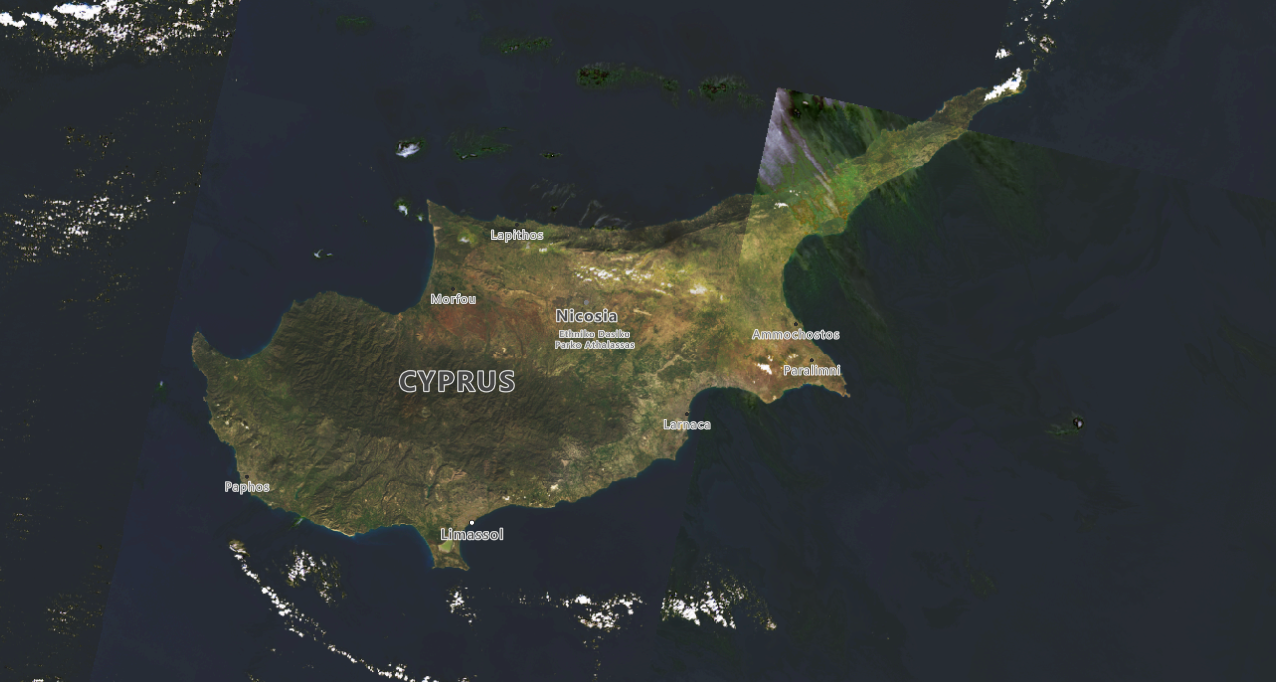 Lapithos
Morfou
Nicosia
Ethniko Dasiko
Parko Athalassas
Ammochostos
Paralimni
CYPRUS
Larnaca
Paphos
Limassol